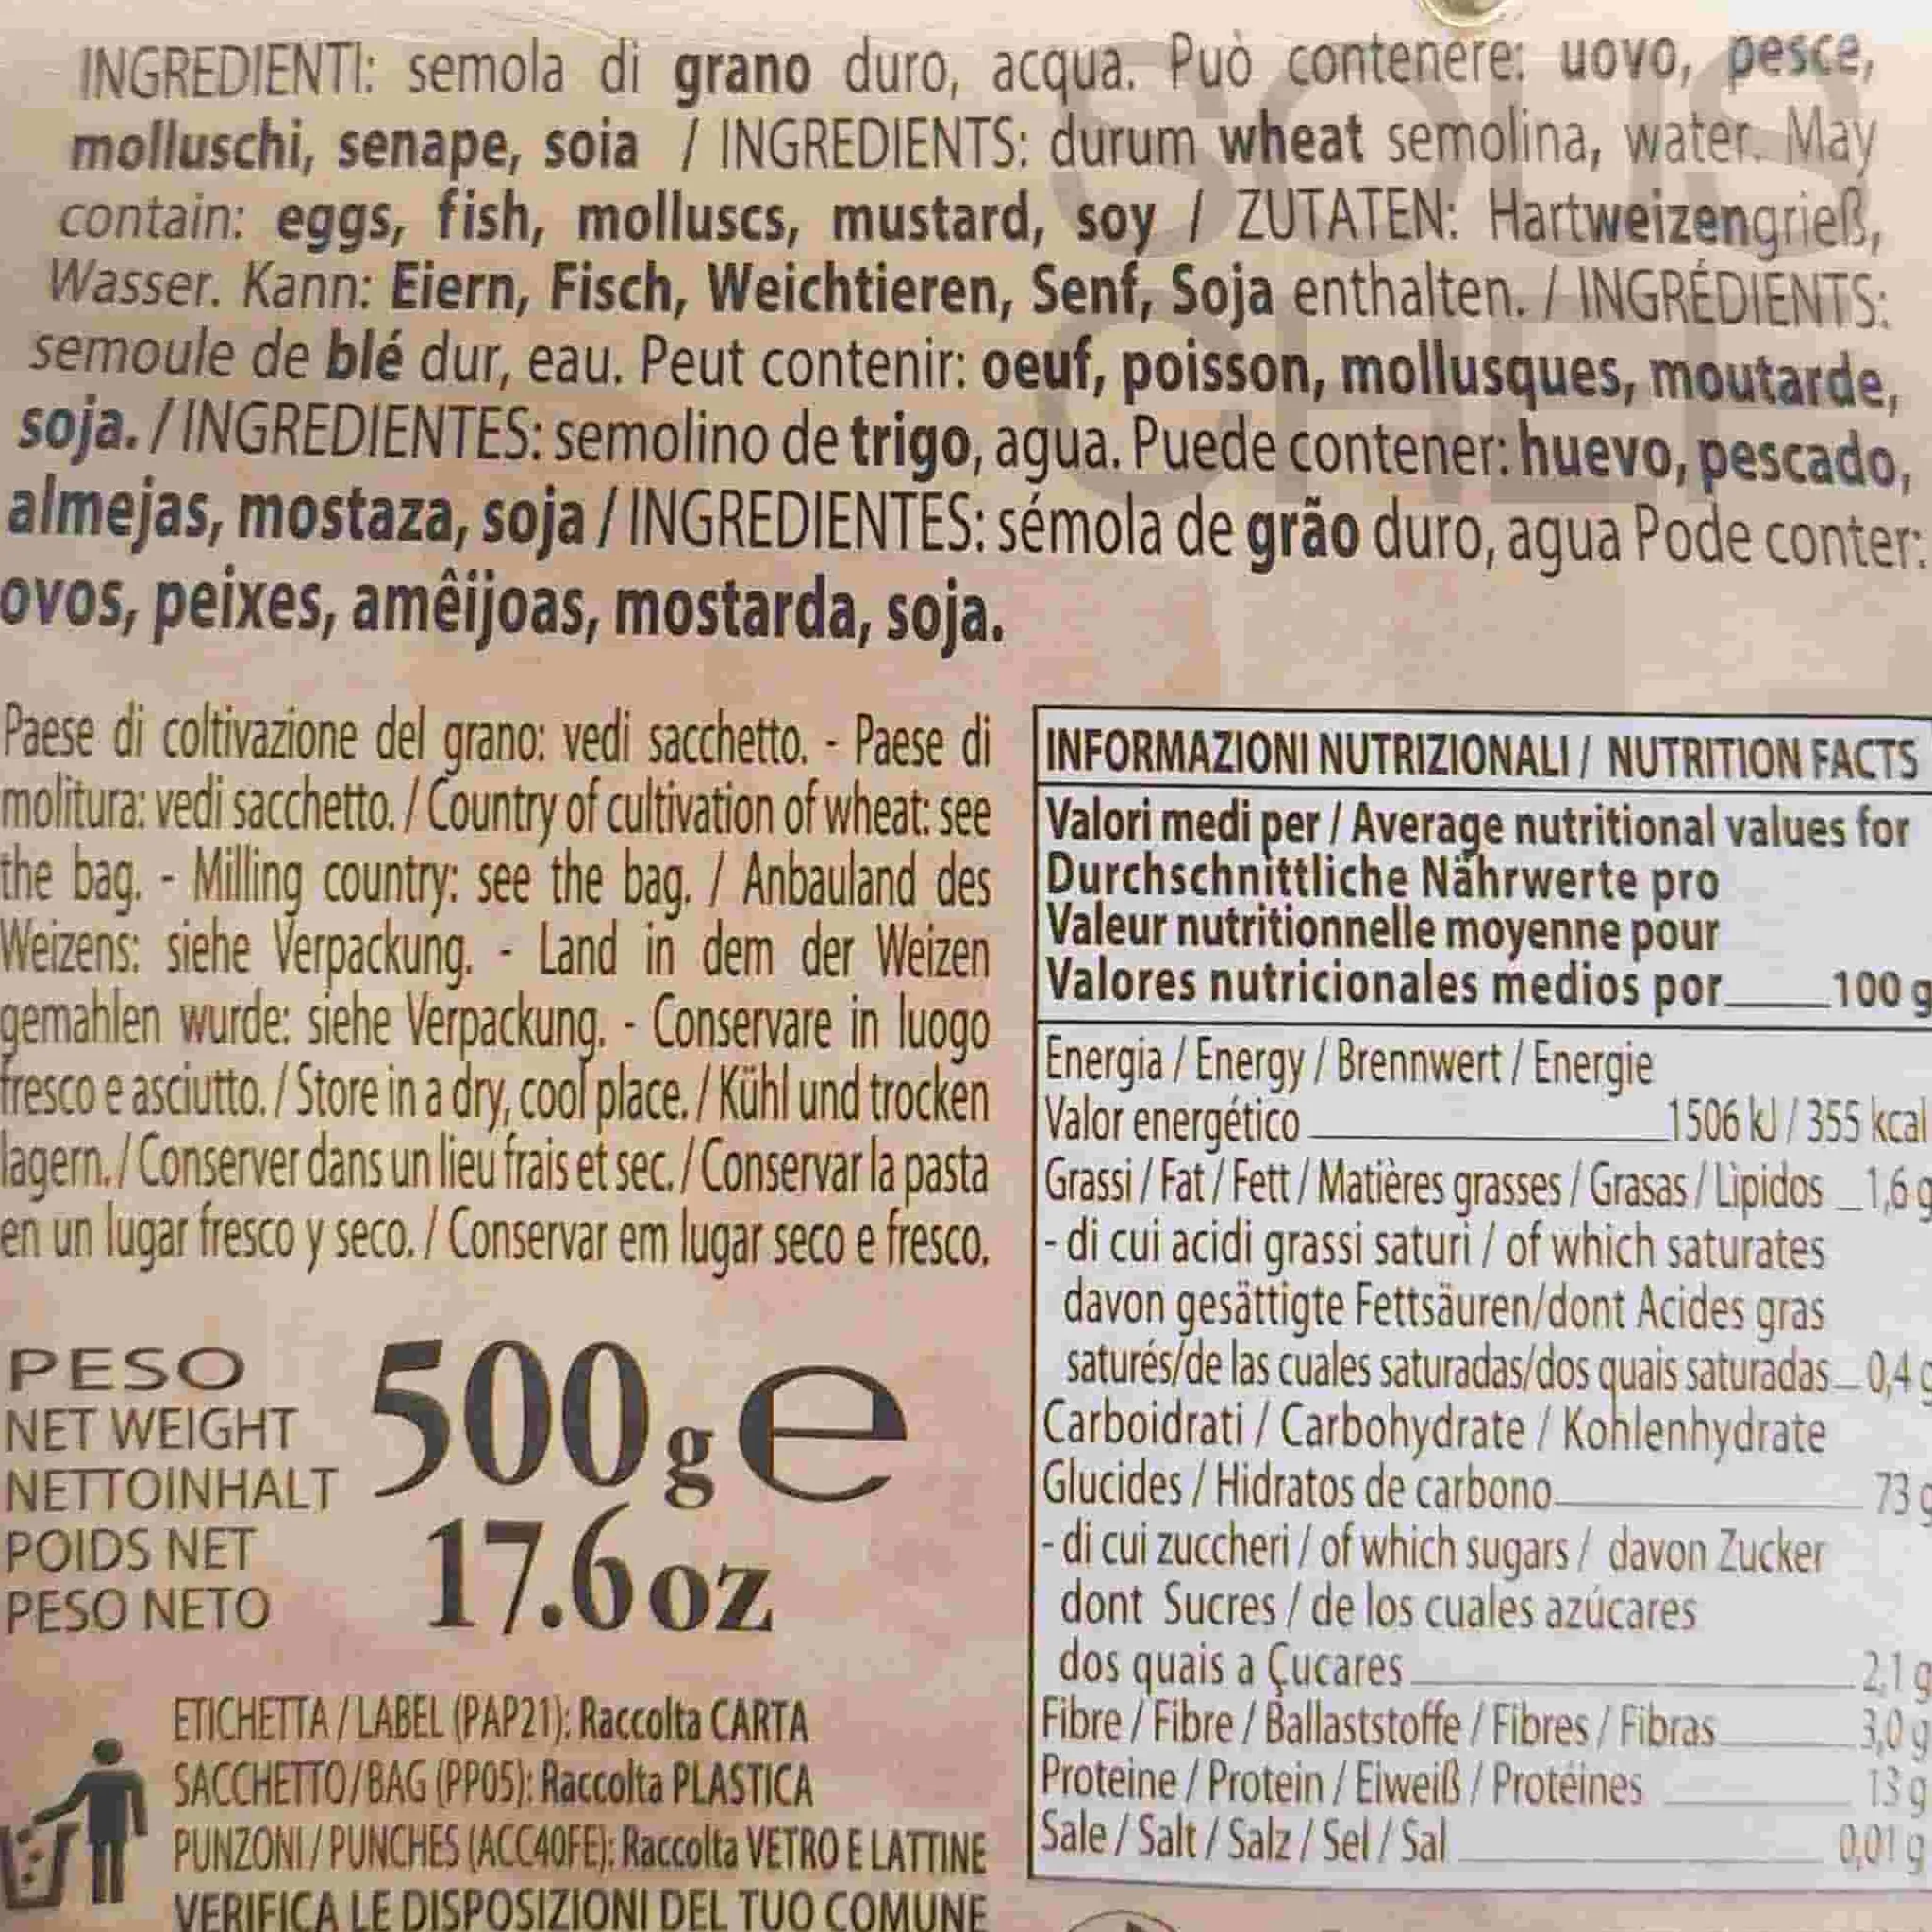 INGREDIENTI: semola di grano duro, acqua. Può contenere: uovo, pesce,
molluschi, senape, soia / INGREDIENTS: durum wheat semolina, water. May
contain: eggs, fish, molluscs, mustard, soy / ZUTATEN: Hartweizengrieß,
Wasser. Kann: Eiern, Fisch, Weichtieren, Senf, Soja enthalten. / INGRÉDIENTS:
semoule de blé dur, eau. Peut contenir: oeuf, poisson, mollusques, moutarde,
soja. / INGREDIENTES: semolino de trigo, agua. Puede contener: huevo, pescado,
almejas, mostaza, soja / INGREDIENTES: sémola de grão duro, agua Pode conter:
ovos, peixes, amêijoas, mostarda, soja.
Paese di coltivazione del grano: vedi sacchetto. - Paese di
molitura: vedi sacchetto. / Country of cultivation of wheat: see
the bag. - Milling country: see the bag. / Anbauland des
Weizens: siehe Verpackung. - Land in dem der Weizen
gemahlen wurde: siehe Verpackung. - Conservare in luogo
fresco e asciutto. / Store in a dry, cool place. / Kühl und trocken
lagern. / Conserver dans un lieu frais et sec. / Conservar la pasta
en un lugar fresco y seco. / Conservar em lugar seco e fresco.
PESO
NET WEIGHT
NETTOINHALT
POIDS NET
PESO NETO
500g e
17.6oz
ETICHETTA / LABEL (PAP21): Raccolta CARTA
SACCHETTO/BAG (PP05): Raccolta PLASTICA
PUNZONI / PUNCHES (ACC40FE): Raccolta VETRO E LATTINE
VERIFICA LE DISPOSIZIONI DEL TUO COMUNE
INFORMAZIONI NUTRIZIONALI / NUTRITION FACTS
Valori medi per / Average nutritional values for
Durchschnittliche Nährwerte pro
Valeur nutritionnelle moyenne pour
Valores nutricionales medios por 100 g
Energia / Energy / Brennwert / Energie
Valor energético 1506 kJ / 355 kcal
Grassi / Fat / Fett / Matières grasses / Grasas / Lìpidos 1,6 g
- di cui acidi grassi saturi / of which saturates
davon gesättigte Fettsäuren/dont Acides gras
saturés/de las cuales saturadas/dos quais saturadas 0,4 g
Carboidrati / Carbohydrate / Kohlenhydrate
Glucides / Hidratos de carbono 73 g
- di cui zuccheri / of which sugars / davon Zucker
dont Sucres / de los cuales azúcares
dos quais a Çucares 2,1 g
Fibre / Fibre / Ballaststoffe / Fibres / Fibras 3,0 g
Proteine / Protein / Eiweiß / Protéines 13 g
Sale / Salt / Salz / Sel / Sal 0,01 g